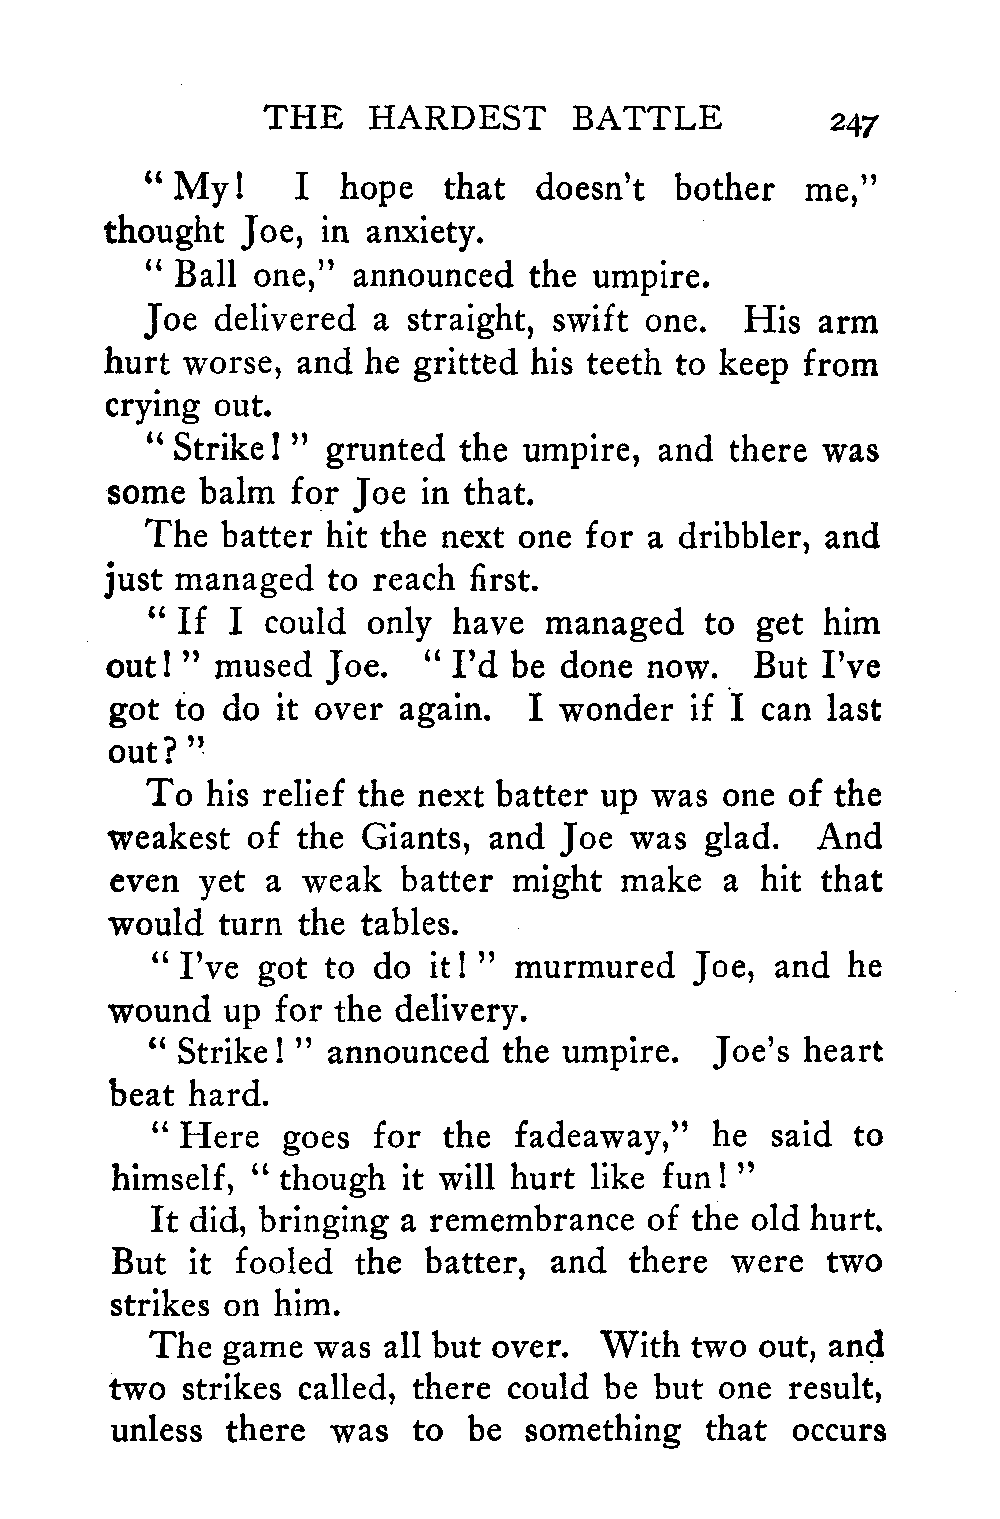 THE HARDEST BATTLE 247
“ My! I hope that doesn’t bother me,”
thought Joe, in anxiety.
“ Ball one,” announced the umpire.
Joe delivered a straight, swift one. His arm
hurt worse, and he gritted his teeth to keep from
crying out.
“ Strike! ” grunted the umpire, and there was
some balm for Joe in that.
The batter hit the next one for a dribbler, and
just managed to reach first.
“ If I could only have managed to get him
out! ” mused Joe. “ I’d be done now. But I’ve
got to do it over again. I wonder if I can last
out? ”
To his relief the next batter up was one of the
weakest of the Giants, and Joe was glad. And
even yet a weak batter might make a hit that
would turn the tables.
“ I’ve got to do it! ” murmured Joe, and he
wound up for the delivery.
“ Strike! ” announced the umpire. Joe’s heart
beat hard.
“ Here goes for the fadeaway,” he said to
himself, “ though it will hurt like fun! ”
It did, bringing a remembrance of the old hurt.
But it fooled the batter, and there were two
strikes on him.
The game was all but over. With two out, and
two strikes called, there could be but one result,
unless there was to be something that occurs